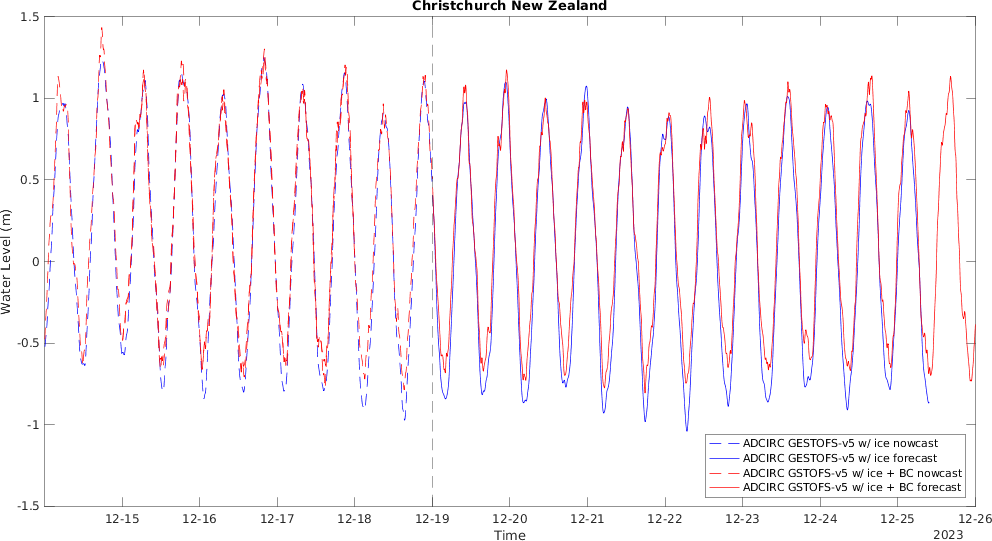 Christchurch New Zealand
Water Level (m)
1.5
1
0.5
0
-0.5
-1
-1.5
ADCIRC GESTOFS-v5 w/ ice nowcast
ADCIRC GESTOFS-v5 w/ ice forecast
ADCIRC GSTOFS-v5 w/ ice + BC nowcast
ADCIRC GSTOFS-v5 w/ ice + BC forecast
12-15 12-16 12-17 12-18 12-19 12-20 12-21 12-22 12-23 12-24 12-25 12-26
Time
2023